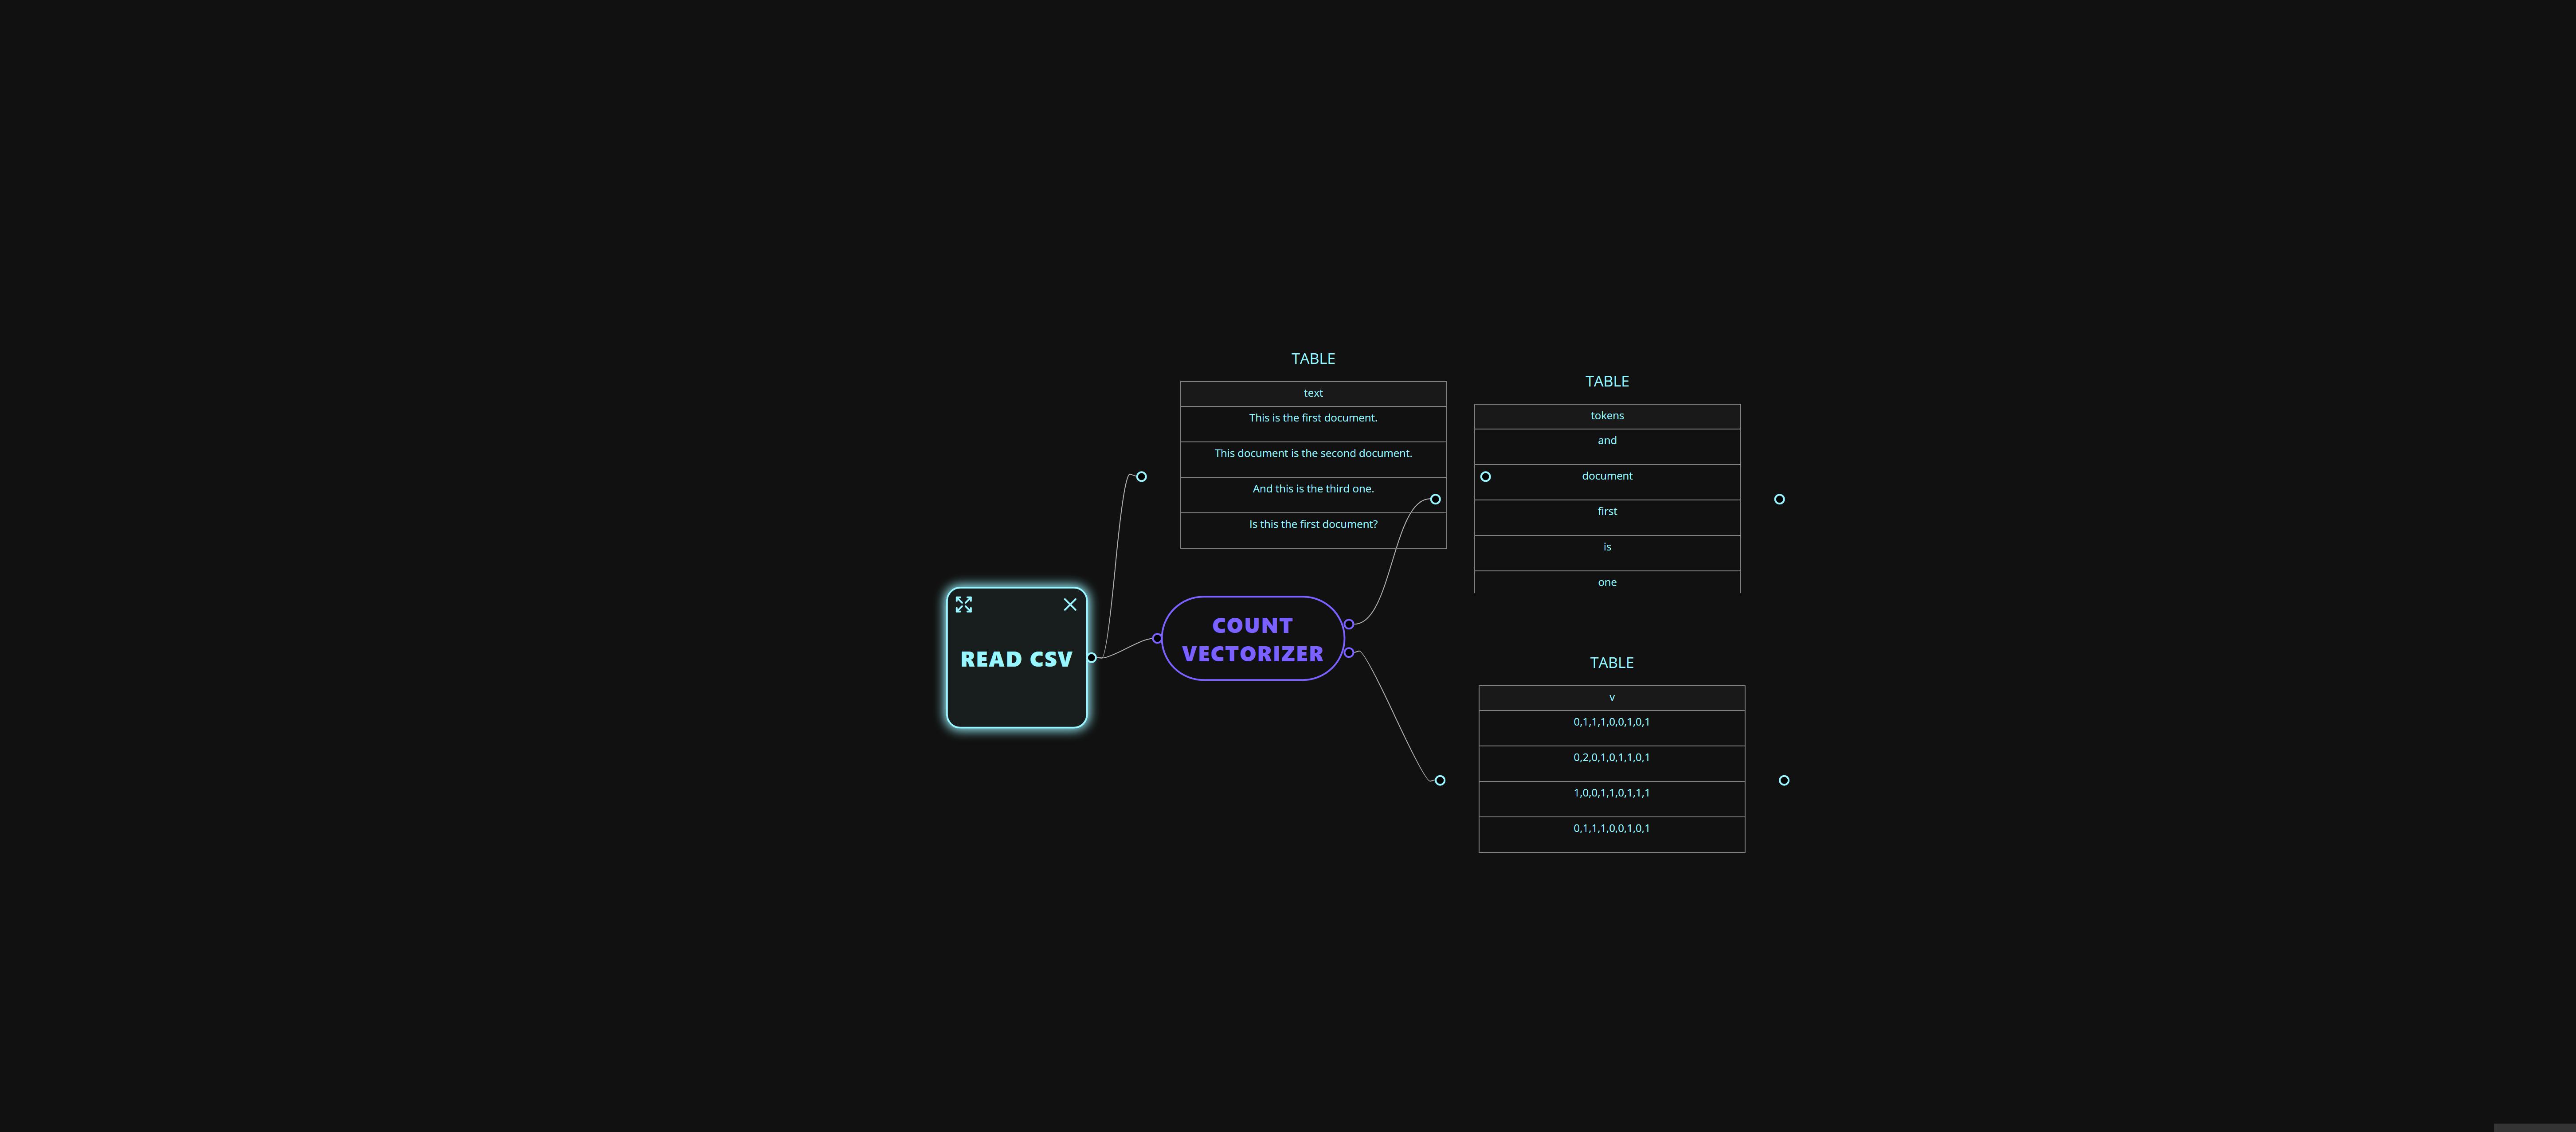 TABLE
text
This is the first document.
This document is the second document.
And this is the third one.
Is this the first document?
TABLE
tokens
and
document
first
is
one
READ CSV
COUNT
VECTORIZER
TABLE
v
0,1,1,1,0,0,1,0,1
0,2,0,1,0,1,1,0,1
1,0,0,1,1,0,1,1,1
0,1,1,1,0,0,1,0,1